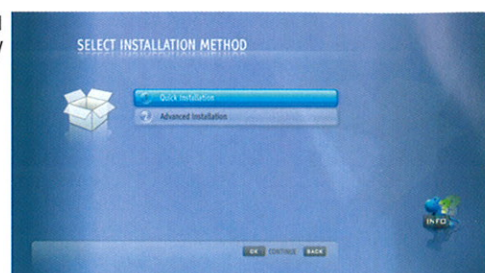 SELECT INSTALLATION METHOD
Quick Installation
Advanced Installation
INFO
OK CONTINUE BACK